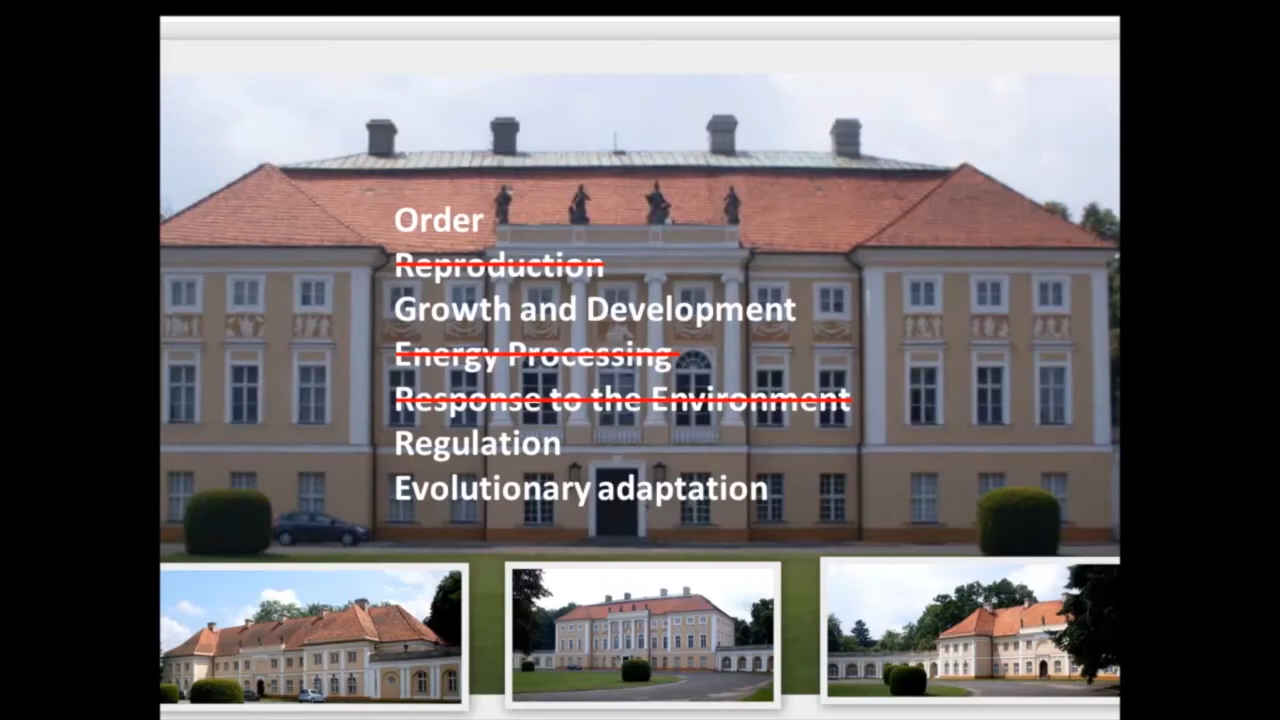 Order
Reproduction
Growth and Development
Energy Processing
Response to the Environment
Regulation
Evolutionary adaptation